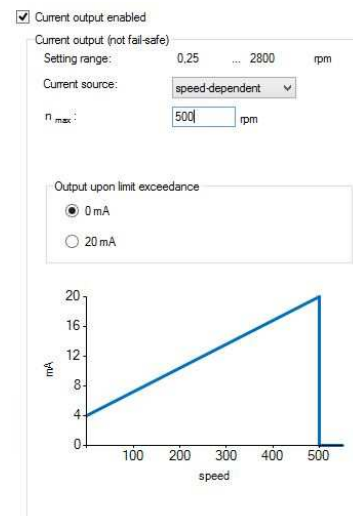 Current output enabled
Current output (not fail-safe)
Setting range: 0,25 ... 2800 rpm
Current source: speed-dependent
n max : 500 rpm
Output upon limit exceedance
0 mA
20 mA
20
16
12
mA
8
4
0
100 200 300 400 500
speed